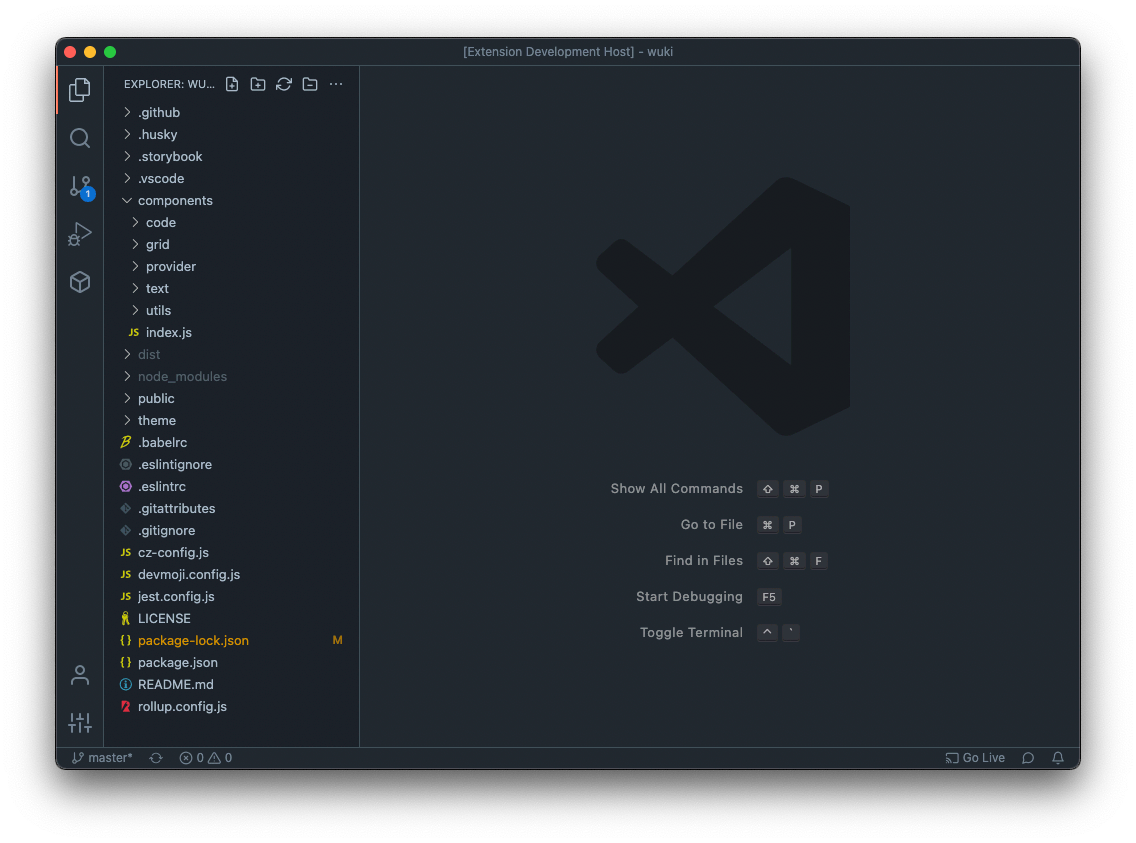 [Extension Development Host] - wuki
EXPLORER: WU...
.github
.husky
.storybook
.vscode
components
code
grid
provider
text
utils
JS index.js
dist
node_modules
public
theme
.babelrc
.eslintignore
.eslintrc
.gitattributes
.gitignore
JS cz-config.js
JS devmoji.config.js
JS jest.config.js
LICENSE
{} package-lock.json M
{} package.json
README.md
rollup.config.js
1
Show All Commands ⇧ ⌘ P
Go to File ⌘ P
Find in Files ⇧ ⌘ F
Start Debugging F5
Toggle Terminal ^ `
master* 0 0 Go Live